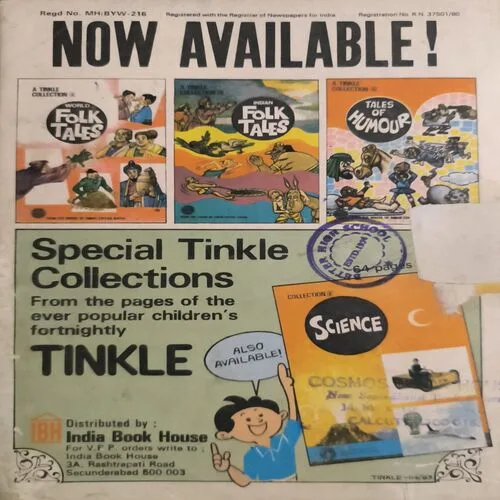 Regd-No. MH:BYW-216 Registered with the Registrar of Newspapers for India Registration No. R.N. 37501/80
NOW AVAILABLE!
A TINKLE
COLLECTION
WORLD
FOLK
TALES
A TINKLE
COLLECTION
INDIAN
FOLK
TALES
A TINKLE
COLLECTION
TALES
OF
HUMOUR
Special Tinkle
Collections
From the pages of the
ever popular children's
fortnightly
TINKLE
HIGH SCHOOL
64 pages
COLLECTION
SCIENCE
ALSO
AVAILABLE!
COSMOS
CALCUTTA
IBH
Distributed by ;
India Book House
For V.P.P. orders write to ;
India Book House
3A, Rashtrapati Road
Secunderabad 500 003